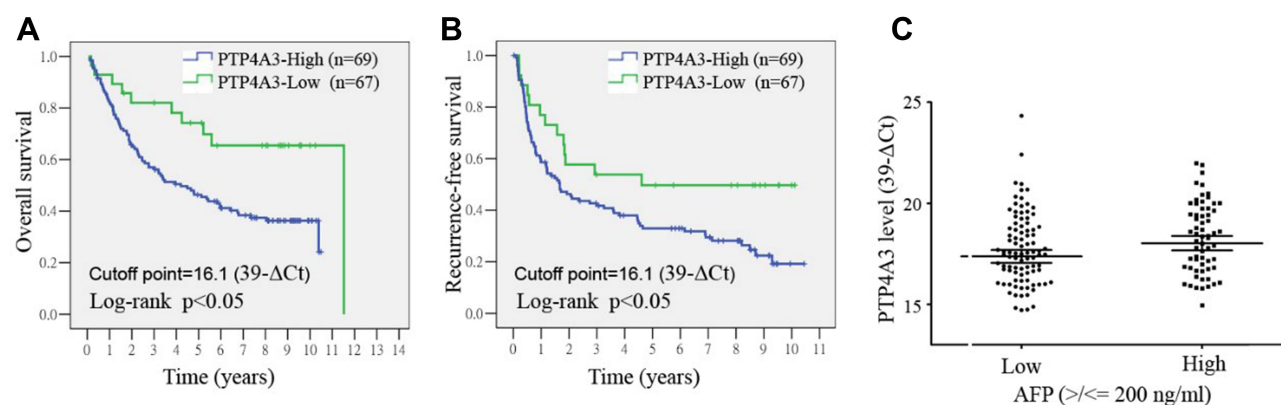 A
PTP4A3-High (n=69)
PTP4A3-Low (n=67)
Overall survival
1.0
0.8
0.6
0.4
0.2
0.0
Cutoff point=16.1 (39-ΔCt)
Log-rank p<0.05
0 1 2 3 4 5 6 7 8 9 10 11 12 13 14
Time (years)
B
PTP4A3-High (n=69)
PTP4A3-Low (n=67)
Recurrence-free survival
1.0
0.8
0.6
0.4
0.2
0.0
Cutoff point=16.1 (39-ΔCt)
Log-rank p<0.05
0 1 2 3 4 5 6 7 8 9 10 11
Time (years)
C
PTP4A3 level (39-ΔCt)
25
20
15
Low High
AFP (>/<= 200 ng/ml)